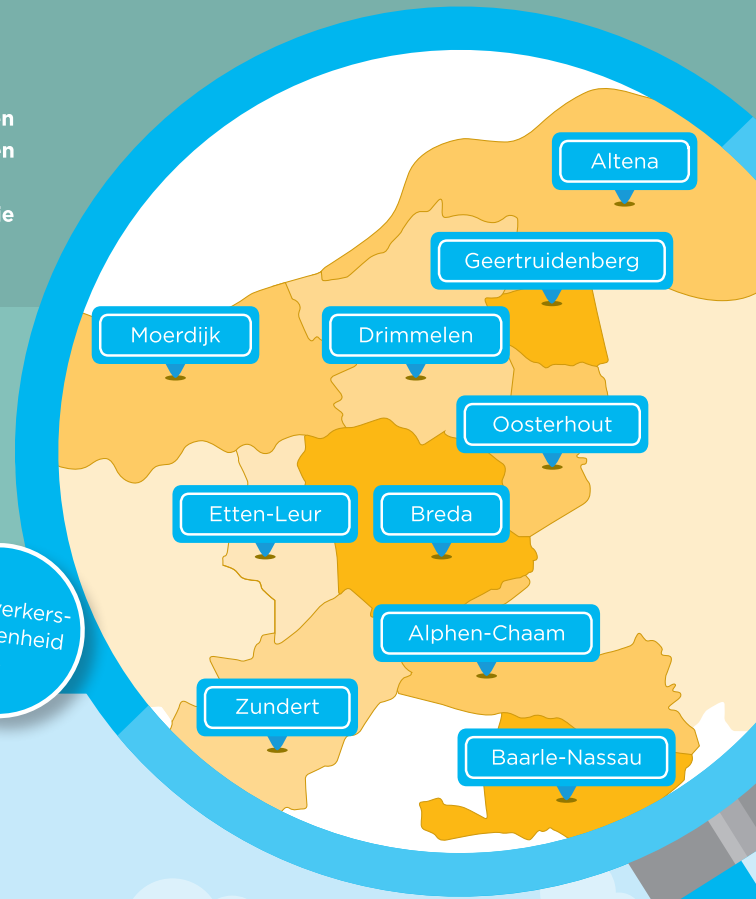 Altena
Geertruidenberg
Moerdijk
Drimmelen
Oosterhout
Etten-Leur
Breda
Alphen-Chaam
Zundert
Baarle-Nassau